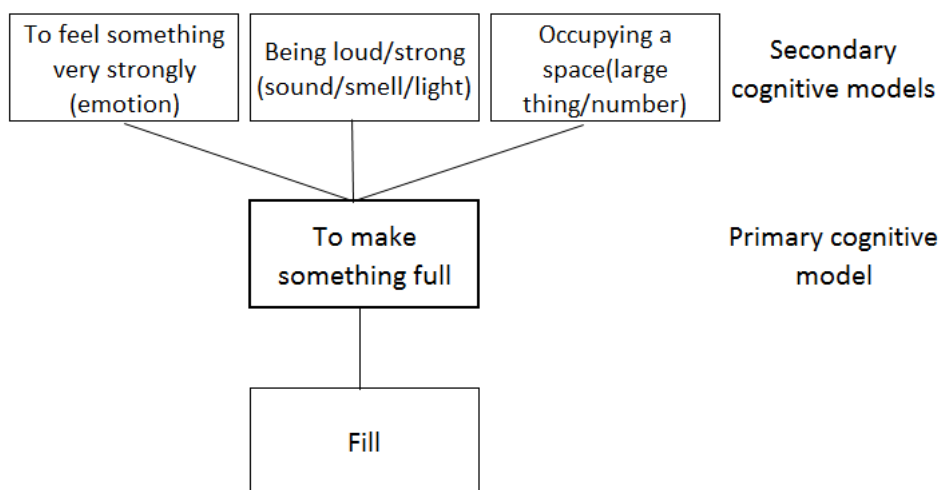 To feel something
very strongly
(emotion)
Being loud/strong
(sound/smell/light)
Occupying a
space(large
thing/number)
Secondary
cognitive models
To make
something full
Primary cognitive
model
Fill